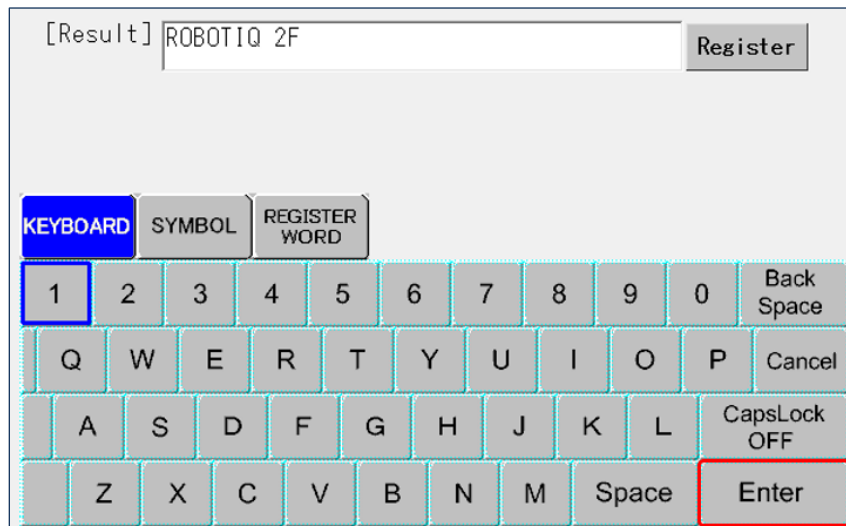 [Result] ROBOTIQ 2F Register
KEYBOARD SYMBOL REGISTER WORD
1 2 3 4 5 6 7 8 9 0 Back Space
Q W E R T Y U I O P Cancel
A S D F G H J K L CapsLock OFF
Z X C V B N M Space Enter